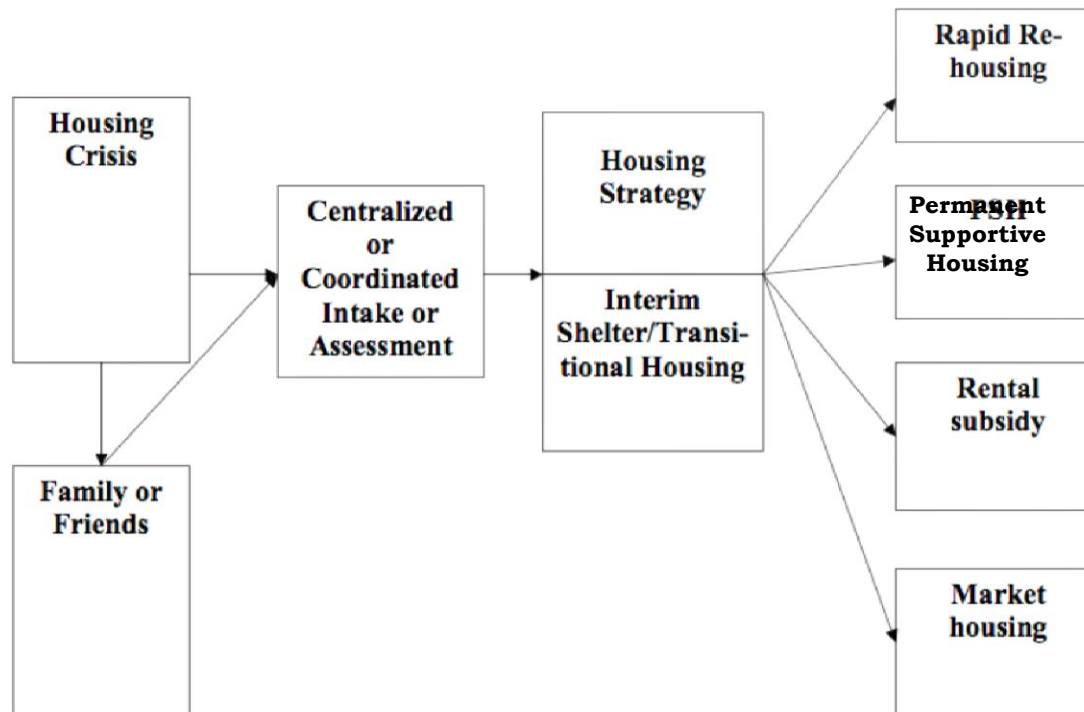 Housing
Crisis
Family or
Friends
Centralized
or
Coordinated
Intake or
Assessment
Housing
Strategy
Interim
Shelter/Transi-
tional Housing
Rapid Re-
housing
PSH
Permanent
Supportive
Housing
Rental
subsidy
Market
housing